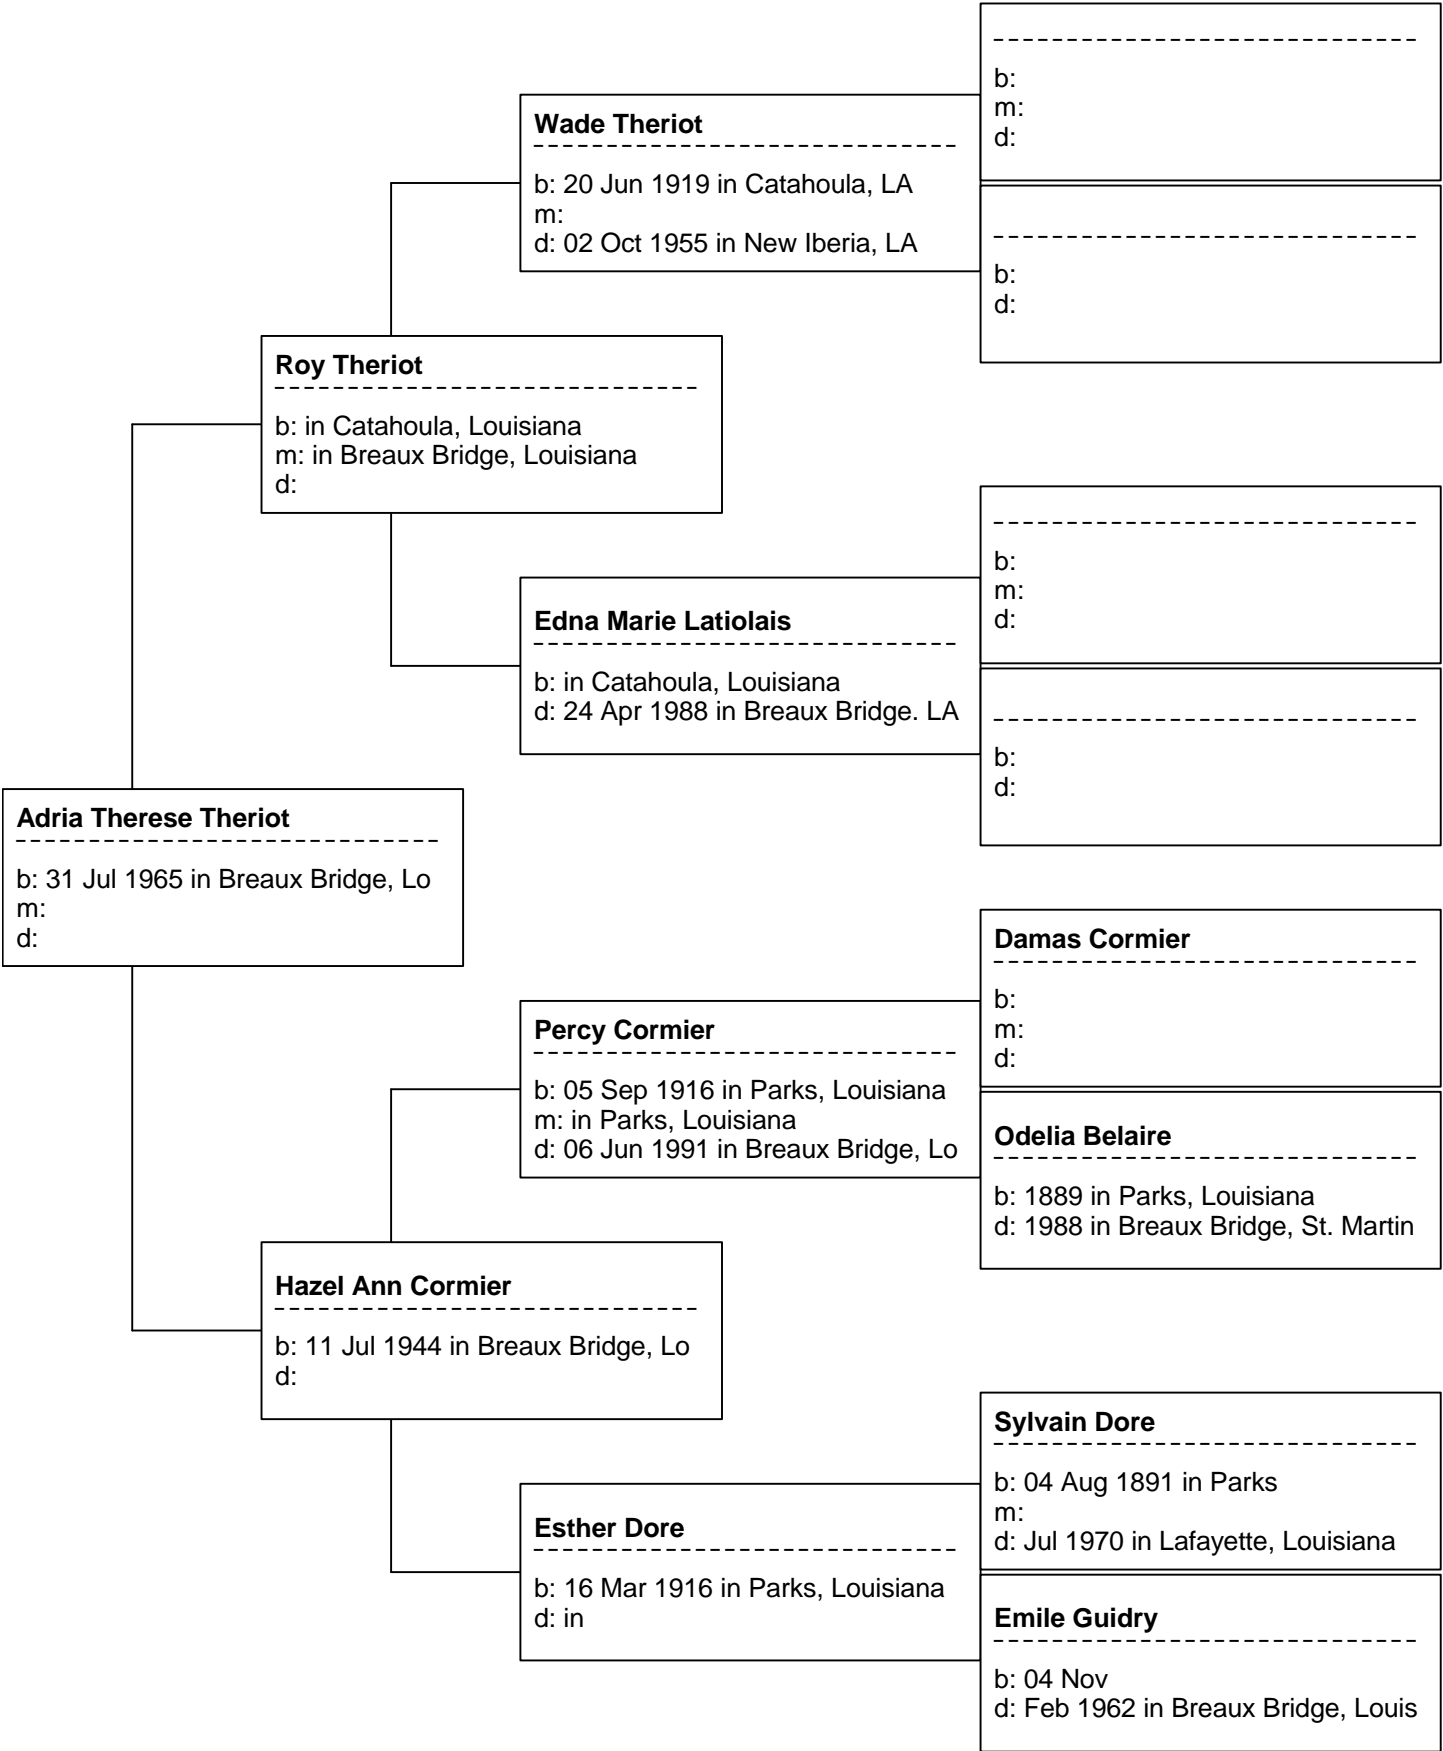 b:
m:
d:
Wade Theriot
b: 20 Jun 1919 in Catahoula, LA
m:
d: 02 Oct 1955 in New Iberia, LA
b:
d:
Roy Theriot
b: in Catahoula, Louisiana
m: in Breaux Bridge, Louisiana
d:
b:
m:
d:
Edna Marie Latiolais
b: in Catahoula, Louisiana
d: 24 Apr 1988 in Breaux Bridge. LA
b:
d:
Adria Therese Theriot
b: 31 Jul 1965 in Breaux Bridge, Lo
m:
d:
Damas Cormier
b:
m:
d:
Percy Cormier
b: 05 Sep 1916 in Parks, Louisiana
m: in Parks, Louisiana
d: 06 Jun 1991 in Breaux Bridge, Lo
Odelia Belaire
b: 1889 in Parks, Louisiana
d: 1988 in Breaux Bridge, St. Martin
Hazel Ann Cormier
b: 11 Jul 1944 in Breaux Bridge, Lo
d:
Sylvain Dore
b: 04 Aug 1891 in Parks
m:
d: Jul 1970 in Lafayette, Louisiana
Esther Dore
b: 16 Mar 1916 in Parks, Louisiana
d: in
Emile Guidry
b: 04 Nov
d: Feb 1962 in Breaux Bridge, Louis